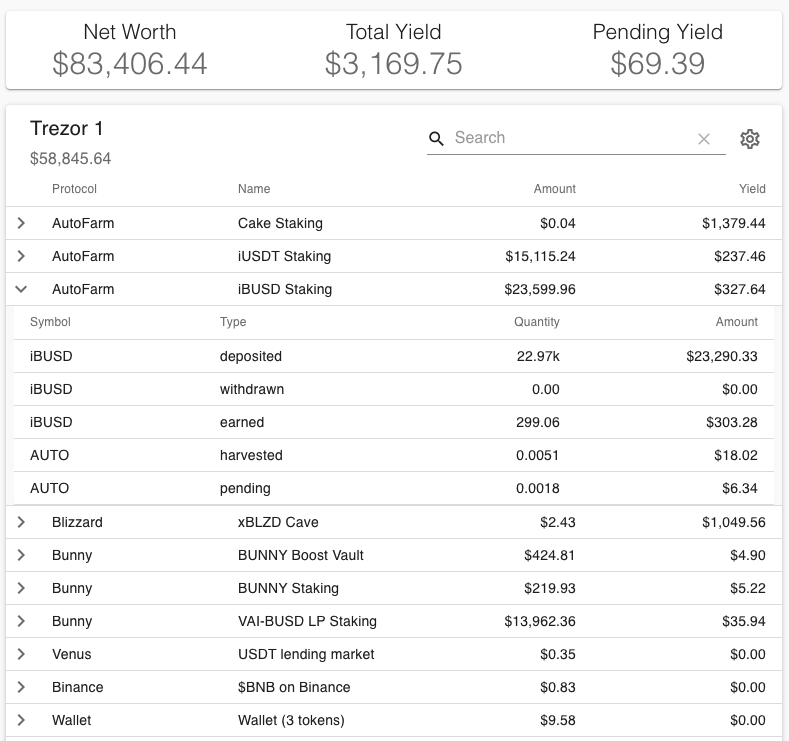 Net Worth Total Yield Pending Yield
$83,406.44 $3,169.75 $69.39
Trezor 1
Search
$58,845.64
Protocol Name Amount Yield
AutoFarm Cake Staking $0.04 $1,379.44
AutoFarm iUSDT Staking $15,115.24 $237.46
AutoFarm iBUSD Staking $23,599.96 $327.64
Symbol Type Quantity Amount
iBUSD deposited 22.97k $23,290.33
iBUSD withdrawn 0.00 $0.00
iBUSD earned 299.06 $303.28
AUTO harvested 0.0051 $18.02
AUTO pending 0.0018 $6.34
Blizzard xBLZD Cave $2.43 $1,049.56
Bunny BUNNY Boost Vault $424.81 $4.90
Bunny BUNNY Staking $219.93 $5.22
Bunny VAI-BUSD LP Staking $13,962.36 $35.94
Venus USDT lending market $0.35 $0.00
Binance $BNB on Binance $0.83 $0.00
Wallet Wallet (3 tokens) $9.58 $0.00